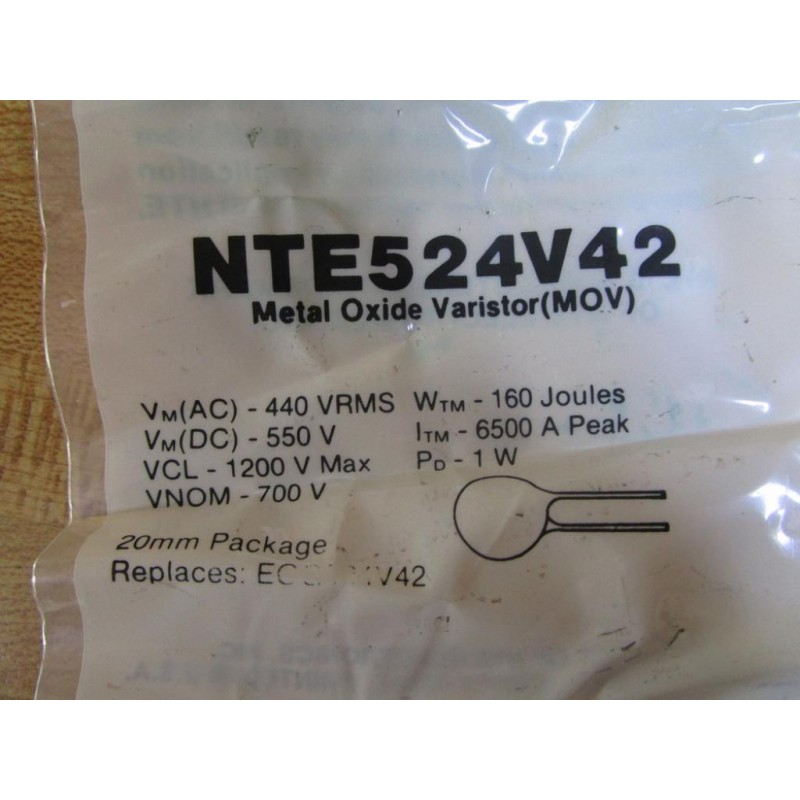 NTE524V42
Metal Oxide Varistor(MOV)
VM(AC) - 440 VRMS WTM - 160 Joules
VM(DC) - 550 V ITM - 6500 A Peak
VCL - 1200 V Max PD - 1 W
VNOM - 700 V
20mm Package
Replaces: